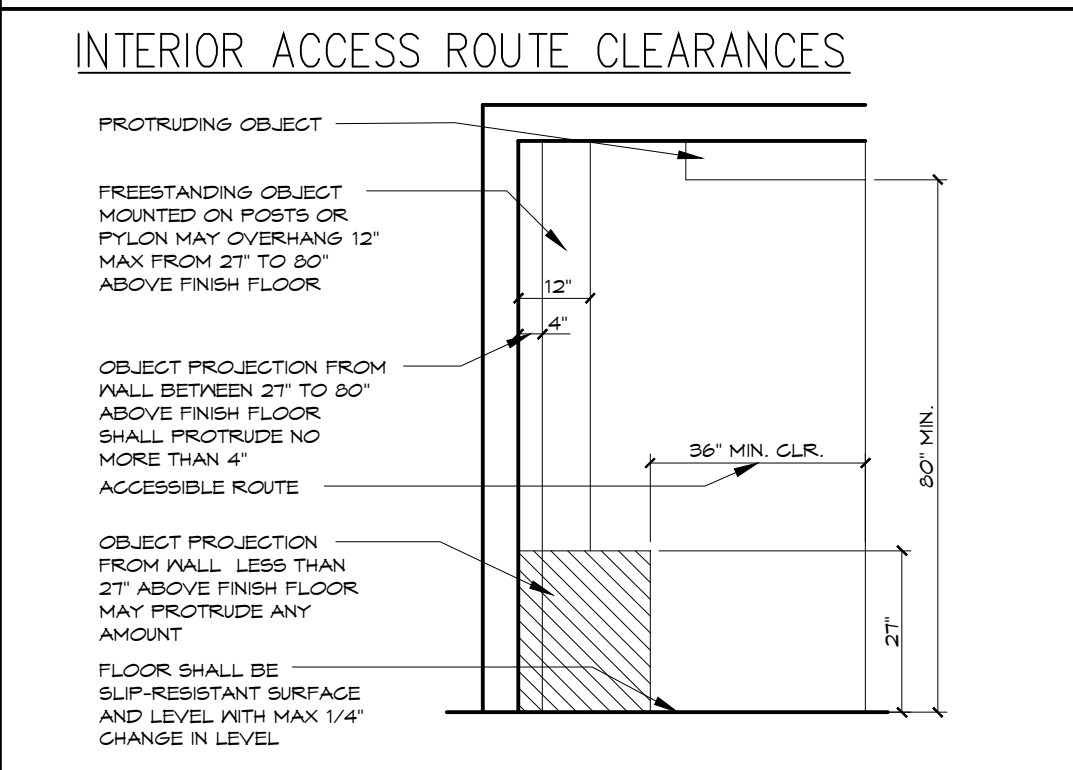 INTERIOR ACCESS ROUTE CLEARANCES
PROTRUDING OBJECT
FREESTANDING OBJECT
MOUNTED ON POSTS OR
PYLON MAY OVERHANG 12"
MAX FROM 27" TO 80"
ABOVE FINISH FLOOR
12"
4"
OBJECT PROJECTION FROM
WALL BETWEEN 27" TO 80"
ABOVE FINISH FLOOR
SHALL PROTRUDE NO
MORE THAN 4"
36" MIN. CLR.
80" MIN.
ACCESSIBLE ROUTE
OBJECT PROJECTION
FROM WALL LESS THAN
27" ABOVE FINISH FLOOR
MAY PROTRUDE ANY
AMOUNT
27"
FLOOR SHALL BE
SLIP-RESISTANT SURFACE
AND LEVEL WITH MAX 1/4"
CHANGE IN LEVEL